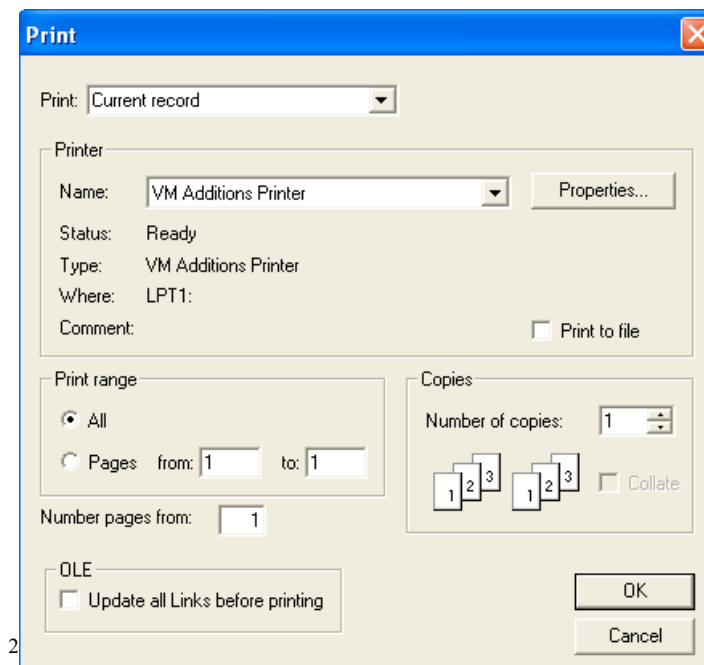 Print
Print: Current record
Printer
Name: VM Additions Printer Properties...
Status: Ready
Type: VM Additions Printer
Where: LPT1:
Comment: Print to file
Print range
All
Pages from: 1 to: 1
Copies
Number of copies: 1
1 2 3 1 2 3 Collate
Number pages from: 1
OLE
Update all Links before printing
OK
Cancel
2